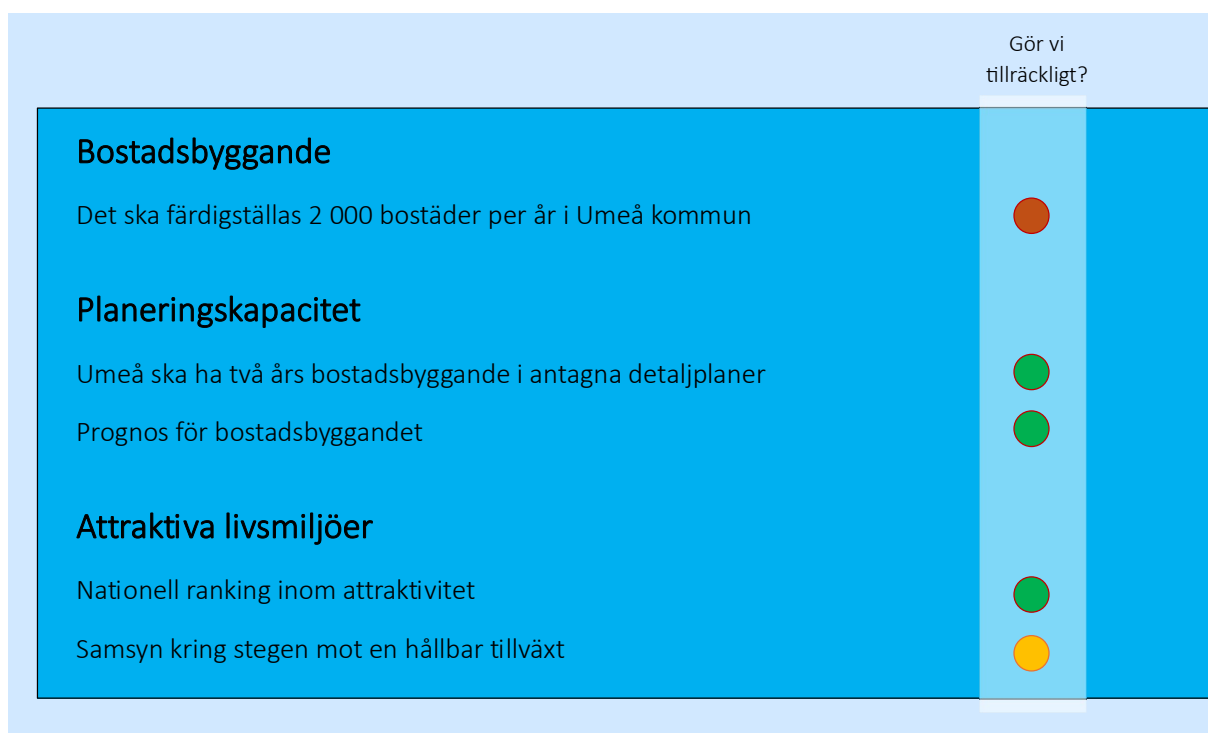 Gör vi
tillräckligt?
Bostadsbyggande
Det ska färdigställas 2 000 bostäder per år i Umeå kommun
Planeringskapacitet
Umeå ska ha två års bostadsbyggande i antagna detaljplaner
Prognos för bostadsbyggandet
Attraktiva livsmiljöer
Nationell ranking inom attraktivitet
Samsyn kring stegen mot en hållbar tillväxt